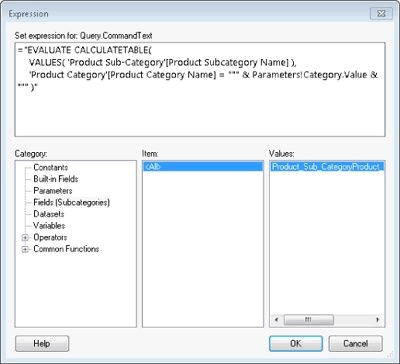 Expression
Set expression for: Query.CommandText
="EVALUATE CALCULATETABLE(
VALUES( 'Product Sub-Category'[Product Subcategory Name] ),
'Product Category'[Product Category Name] = """ & Parameters!Category.Value &
""" )"
Category:
Item:
Values:
Constants
Built-in Fields
Parameters
Fields (Subcategories)
Datasets
Variables
Operators
Common Functions
<All>
Product_Sub_CategoryProduct_
Help
OK
Cancel